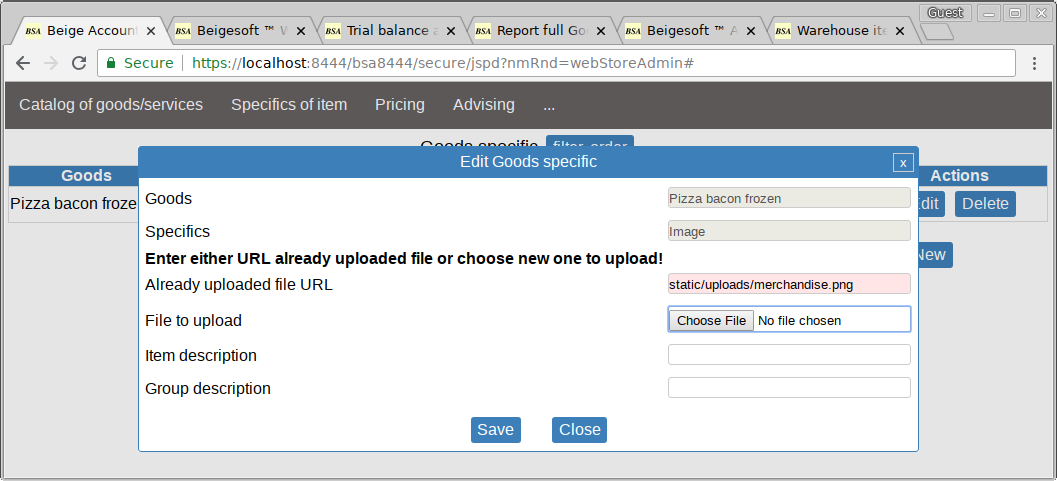 Guest
BSA Beige Accoun
BSA Beigesoft ™ W
BSA Trial balance a
BSA Report full Go
BSA Beigesoft ™ A
BSA Warehouse ite
Secure https://localhost:8444/bsa8444/secure/jspd?nmRnd=webStoreAdmin#
Catalog of goods/services Specifics of item Pricing Advising ...
Goods specific filter order
Goods Actions
Pizza bacon froze Edit Delete
New
Edit Goods specific x
Goods Pizza bacon frozen
Specifics Image
Enter either URL already uploaded file or choose new one to upload!
Already uploaded file URL static/uploads/merchandise.png
File to upload Choose File No file chosen
Item description
Group description
Save Close